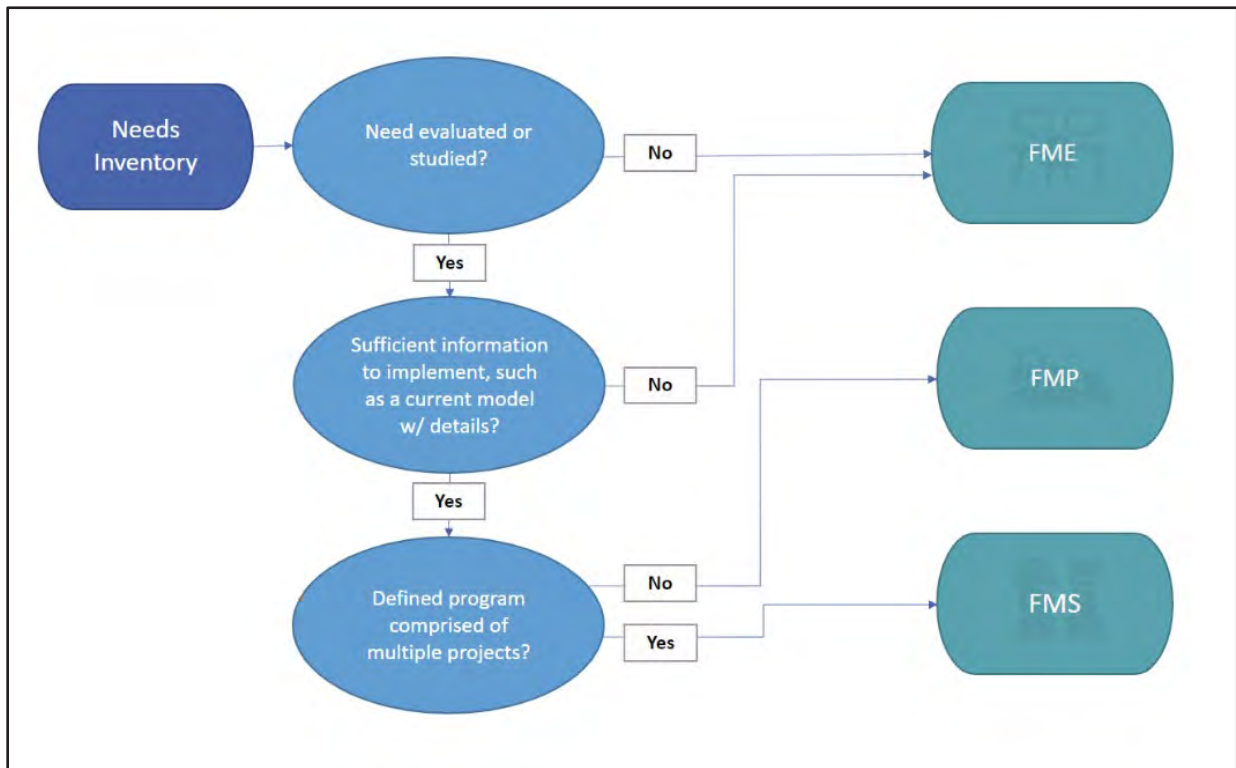 Needs
Inventory
Need evaluated or
studied?
No
FME
Yes
Sufficient information
to implement, such
as a current model
w/ details?
No
FMP
Yes
Defined program
comprised of
multiple projects?
No
Yes
FMS